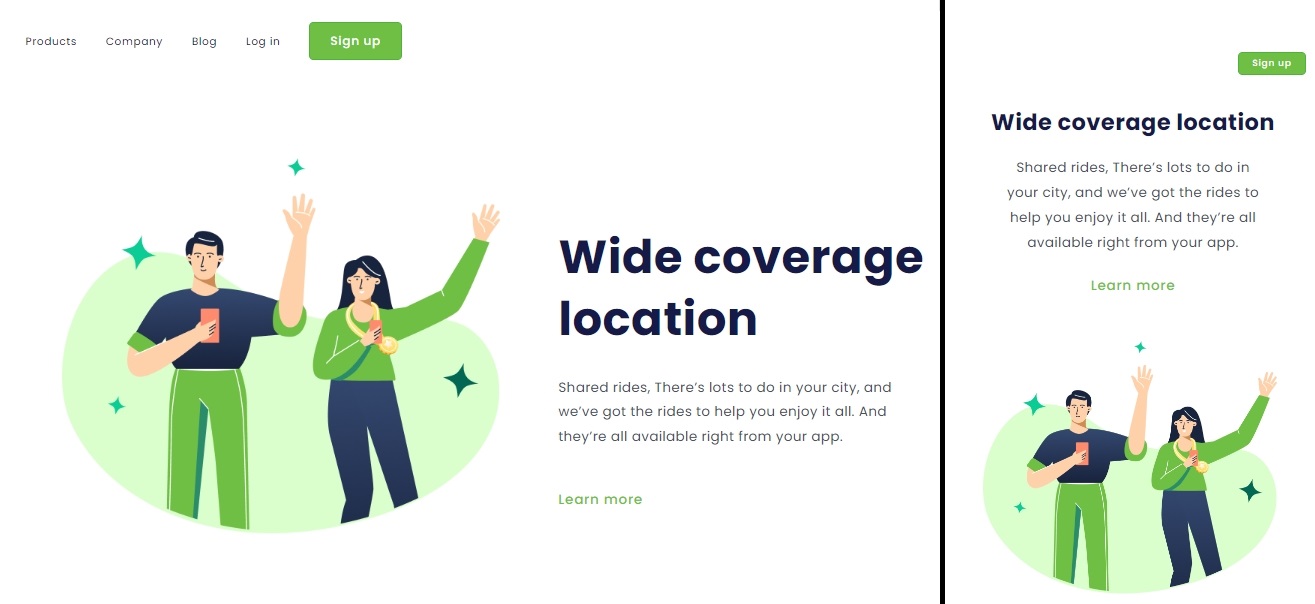 Products Company Blog Log in Sign up
Wide coverage
location
Shared rides, There’s lots to do in your city, and
we’ve got the rides to help you enjoy it all. And
they’re all available right from your app.
Learn more
Sign up
Wide coverage location
Shared rides, There’s lots to do in
your city, and we’ve got the rides to
help you enjoy it all. And they’re all
available right from your app.
Learn more